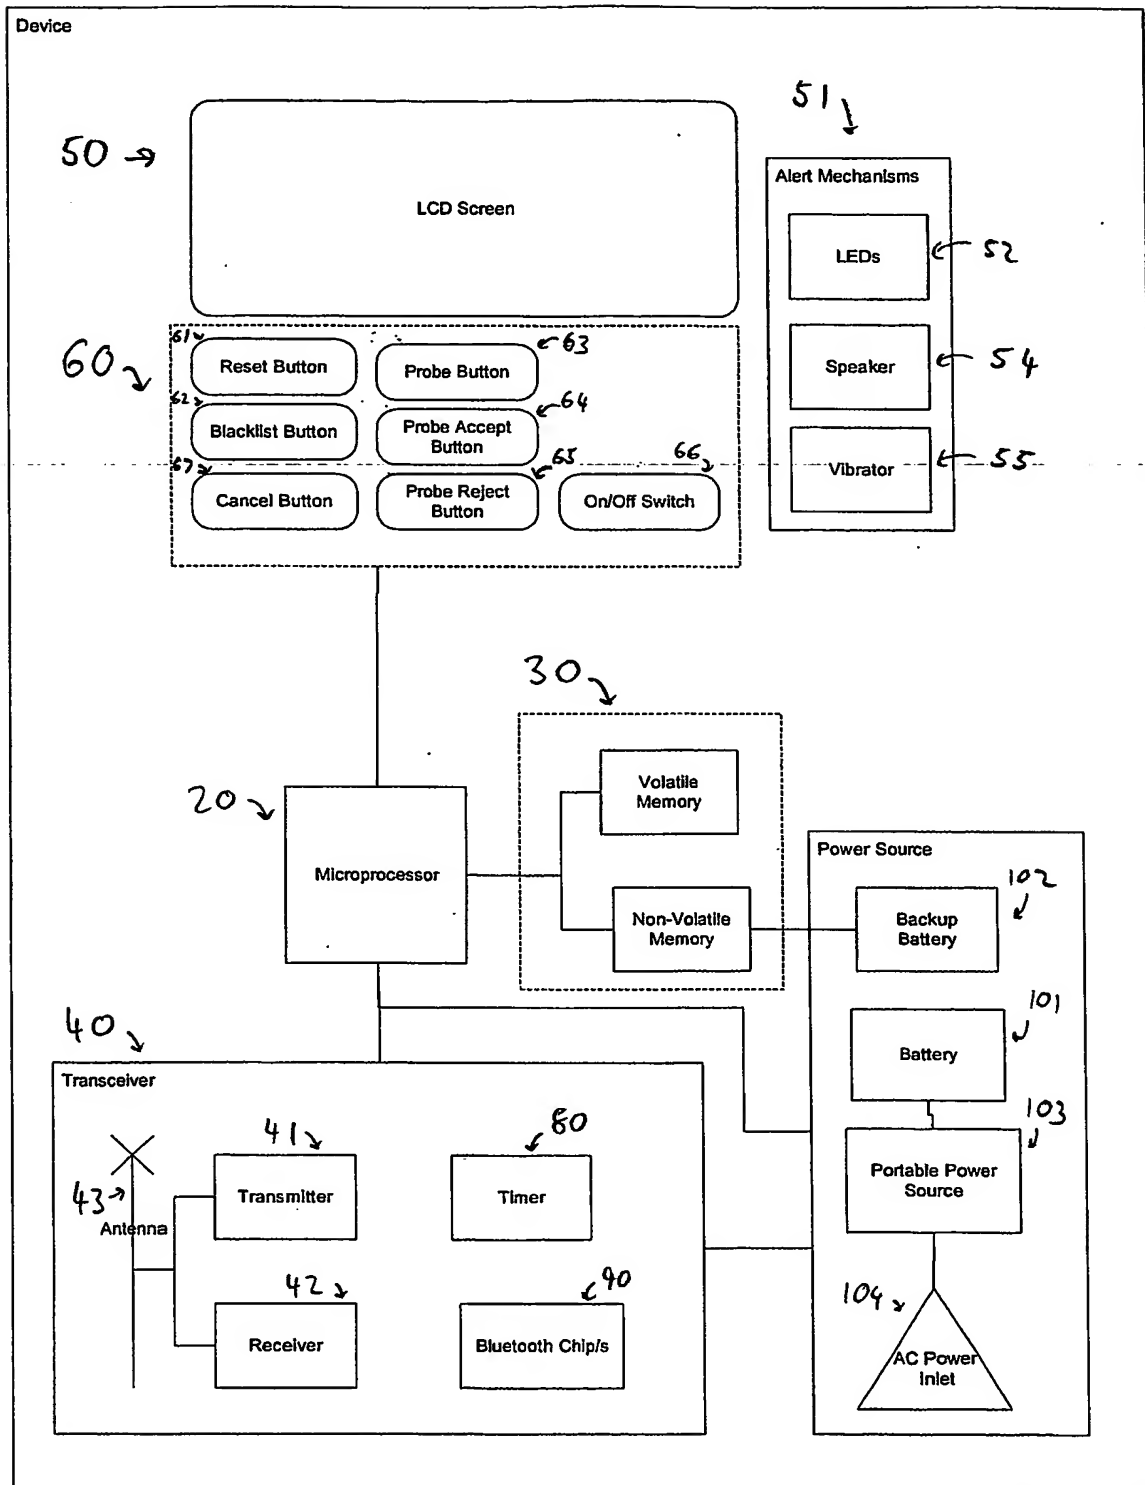 Device
51
50
LCD Screen
Alert Mechanisms
LEDs
52
Speaker
54
Vibrator
55
60
61
Reset Button
63
Probe Button
62
Blacklist Button
64
Probe Accept
Button
67
Cancel Button
65
Probe Reject
Button
66
On/Off Switch
30
Volatile
Memory
20
Microprocessor
Non-Volatile
Memory
Power Source
102
Backup
Battery
101
Battery
103
Portable Power
Source
104
AC Power
Inlet
40
Transceiver
41
Transmitter
80
Timer
43
Antenna
42
Receiver
90
Bluetooth Chip/s